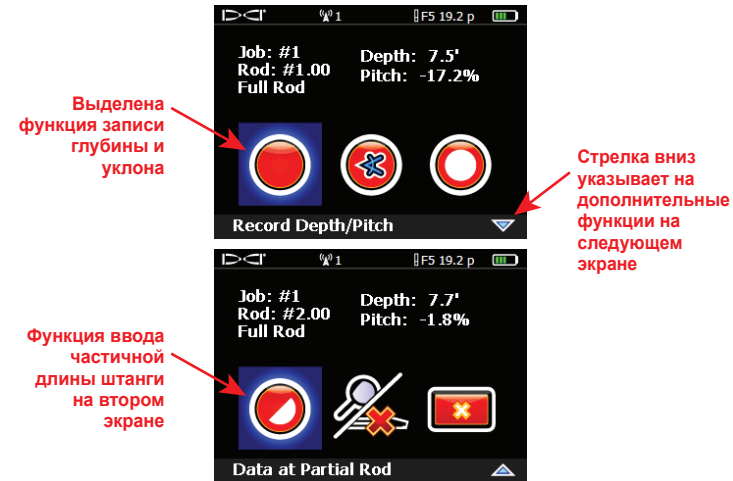 1 F5 19.2 p
Job: #1
Rod: #1.00
Full Rod
Depth: 7.5'
Pitch: -17.2%
Выделена
функция записи
глубины и
уклона
Стрелка вниз
указывает на
дополнительные
функции на
следующем
экране
Record Depth/Pitch
1 F5 19.2 p
Job: #1
Rod: #2.00
Full Rod
Depth: 7.7'
Pitch: -1.8%
Функция ввода
частичной
длины штанги
на втором
экране
Data at Partial Rod